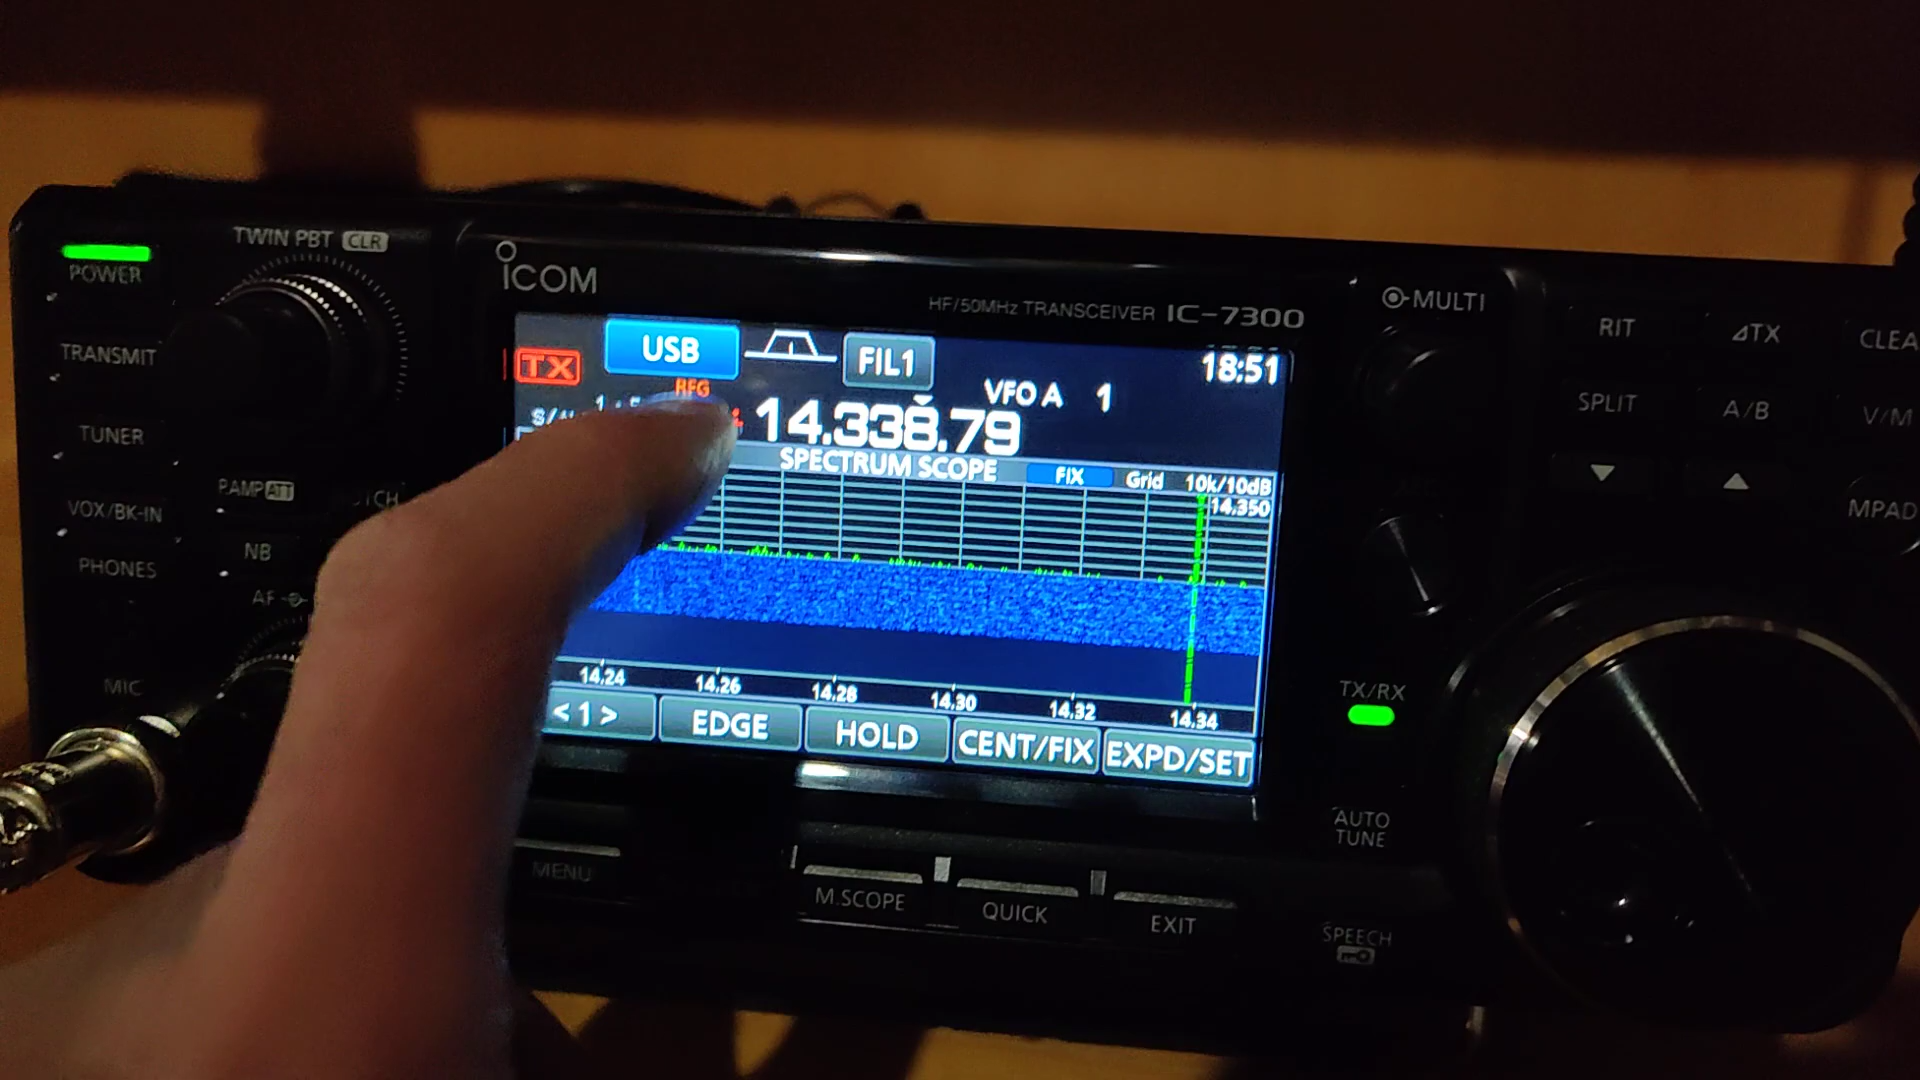 POWER
TWIN PBT CLR
ICOM
HF/50MHz TRANSCEIVER IC-7300
MULTI
RIT
⊿TX
CLEA
TRANSMIT
TX
USB
FIL1
18:51
RFG
VFO A 1
SPLIT
A/B
V/M
TUNER
14.338.79
SPECTRUM SCOPE
FIX
Grid
10k/10dB
14.350
P.AMP ATT
VOX/BK-IN
MPAD
NB
PHONES
AF
MIC
14.24
14.26
14.28
14.30
14.32
14.34
TX/RX
<1>
EDGE
HOLD
CENT/FIX
EXPD/SET
AUTO
TUNE
MENU
M.SCOPE
QUICK
EXIT
SPEECH